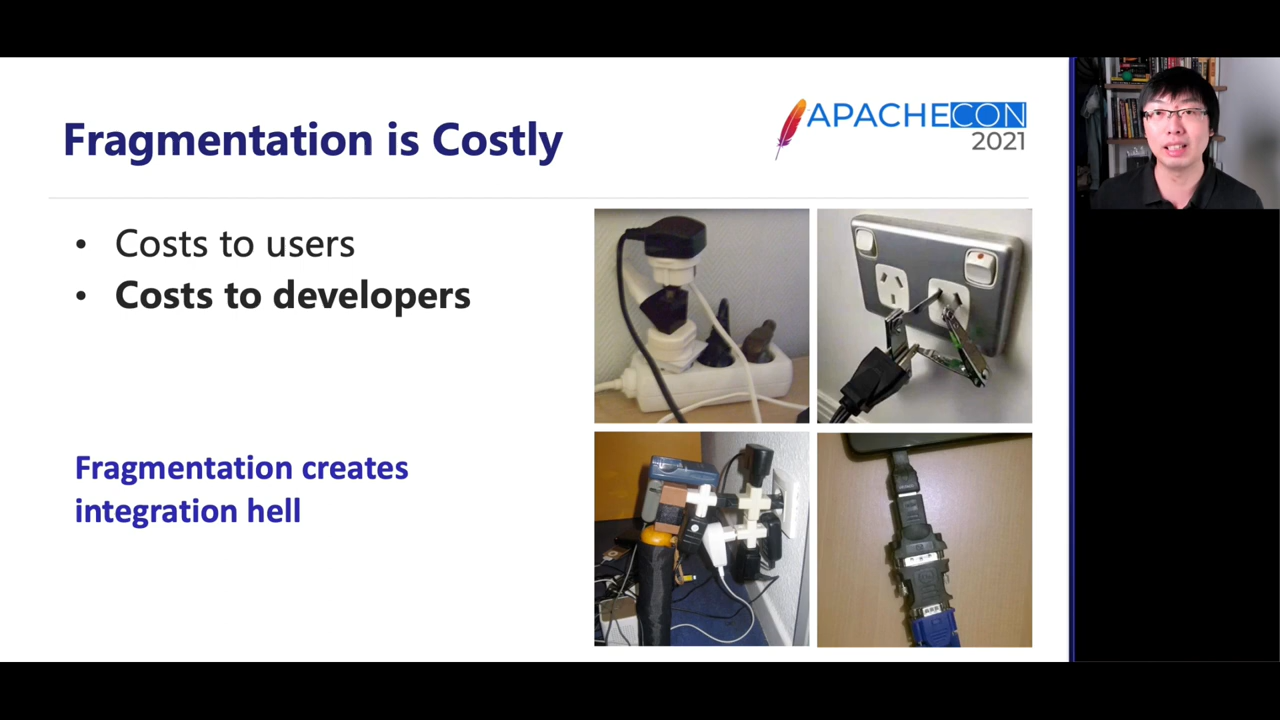 Fragmentation is Costly
APACHECON
2021
• Costs to users
• Costs to developers
Fragmentation creates
integration hell